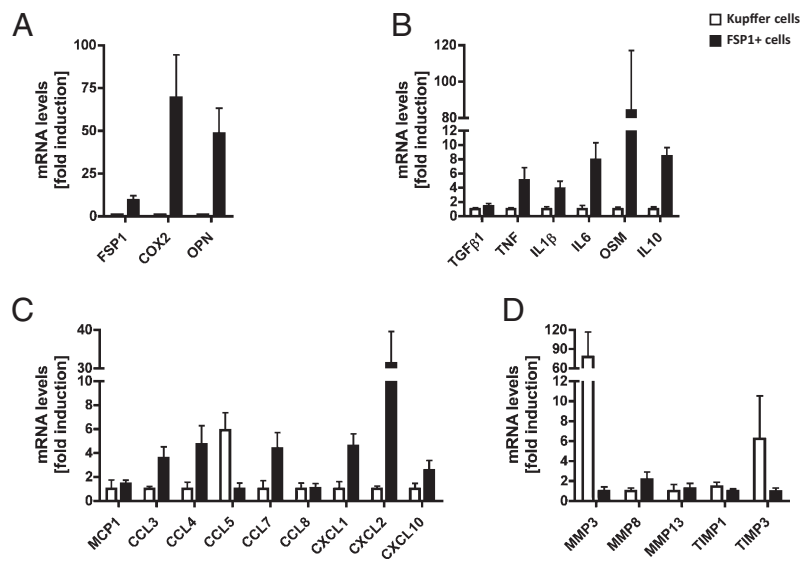 A
mRNA levels
[fold induction]
100
75
50
25
0
FSP1
COX2
OPN
B
Kupffer cells
FSP1+ cells
mRNA levels
[fold induction]
120
100
80
12
10
8
6
4
2
0
TGFβ1
TNF
IL1β
IL6
OSM
IL10
C
mRNA levels
[fold induction]
40
30
10
8
6
4
2
0
MCP1
CCL3
CCL4
CCL5
CCL7
CCL8
CXCL1
CXCL2
CXCL10
D
mRNA levels
[fold induction]
120
90
60
12
10
8
6
4
2
0
MMP3
MMP8
MMP13
TIMP1
TIMP3